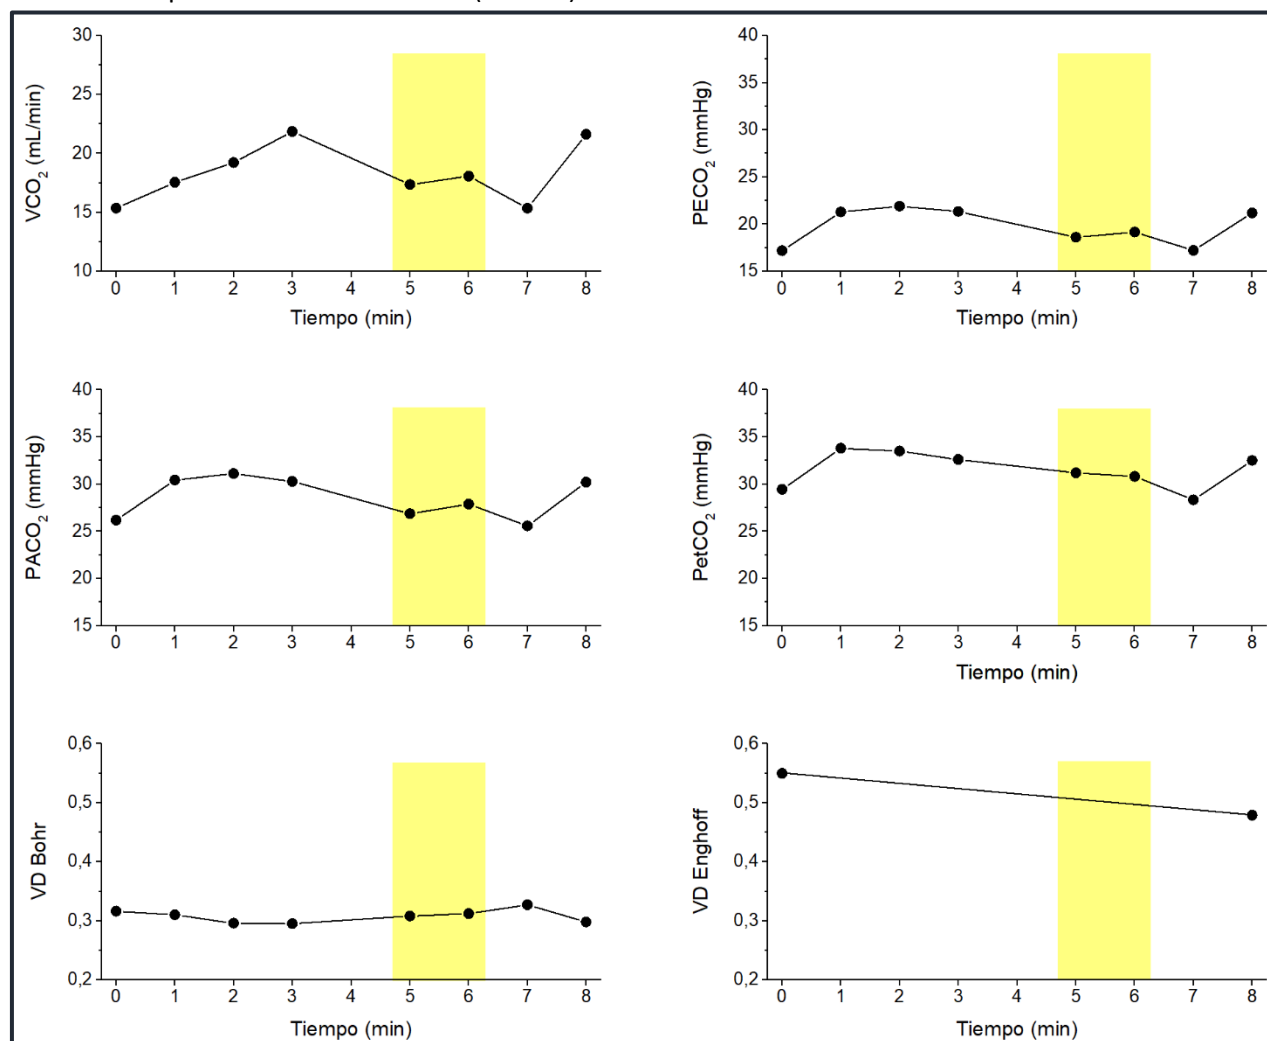 30
25
20
15
10
VCO₂ (mL/min)
0 1 2 3 4 5 6 7 8
Tiempo (min)
40
35
30
25
20
15
PECO₂ (mmHg)
0 1 2 3 4 5 6 7 8
Tiempo (min)
40
35
30
25
20
15
PACO₂ (mmHg)
0 1 2 3 4 5 6 7 8
40
35
30
25
20
15
PetCO₂ (mmHg)
0 1 2 3 4 5 6 7 8
Tiempo (min)
0,6
0,5
0,4
0,3
0,2
VD Bohr
0 1 2 3 4 5 6 7 8
Tiempo (min)
0,6
0,5
0,4
0,3
0,2
VD Enghoff
0 1 2 3 4 5 6 7 8
Tiempo (min)